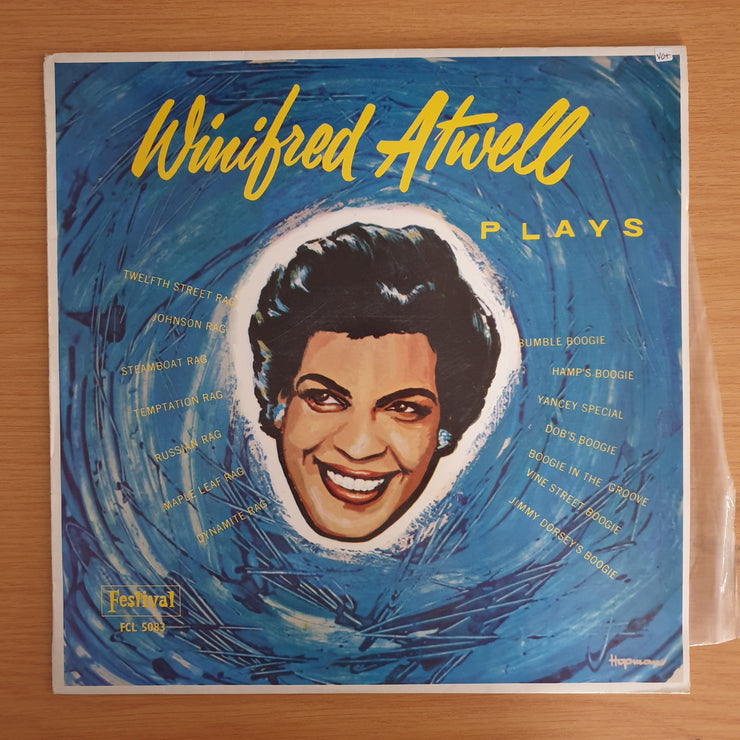 VG+
Winifred Atwell
PLAYS
TWELFTH STREET RAG
JOHNSON RAG
STEAMBOAT RAG
TEMPTATION RAG
RUSSIAN RAG
MAPLE LEAF RAG
DYNAMITE RAG
BUMBLE BOOGIE
HAMP'S BOOGIE
YANCEY SPECIAL
DOB'S BOOGIE
BOOGIE IN THE GROOVE
VINE STREET BOOGIE
JIMMY DORSEY'S BOOGIE
Festival
FCL 5083
Hopman